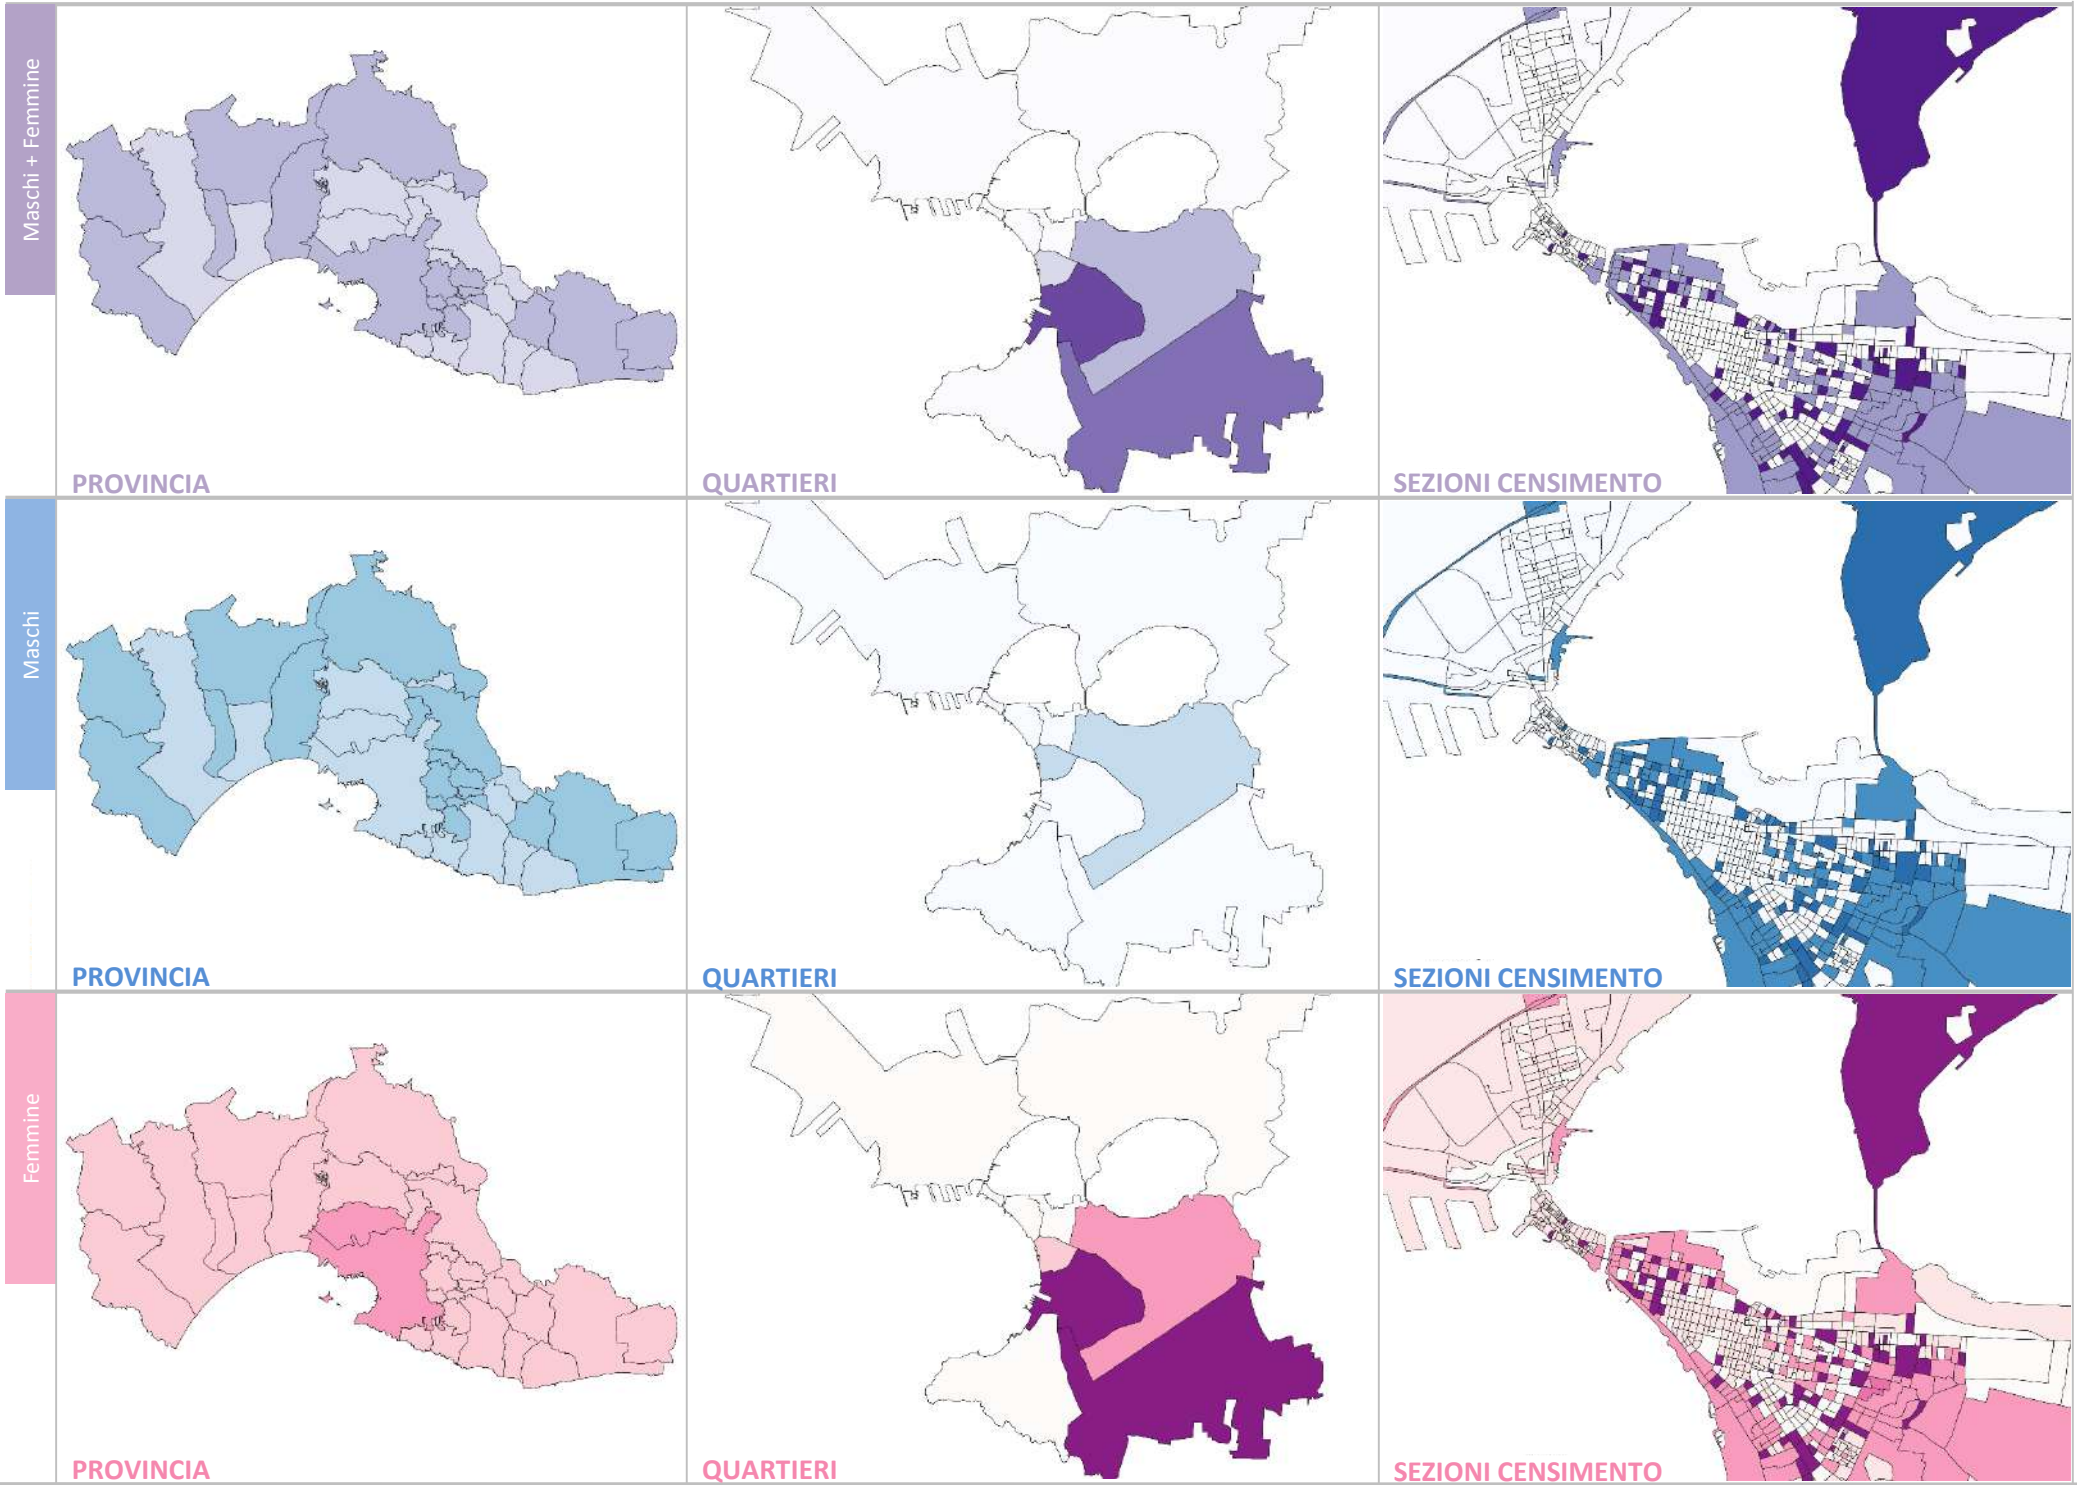 Maschi + Femmine
PROVINCIA
QUARTIERI
SEZIONI CENSIMENTO
Maschi
PROVINCIA
QUARTIERI
SEZIONI CENSIMENTO
Femmine
PROVINCIA
QUARTIERI
SEZIONI CENSIMENTO